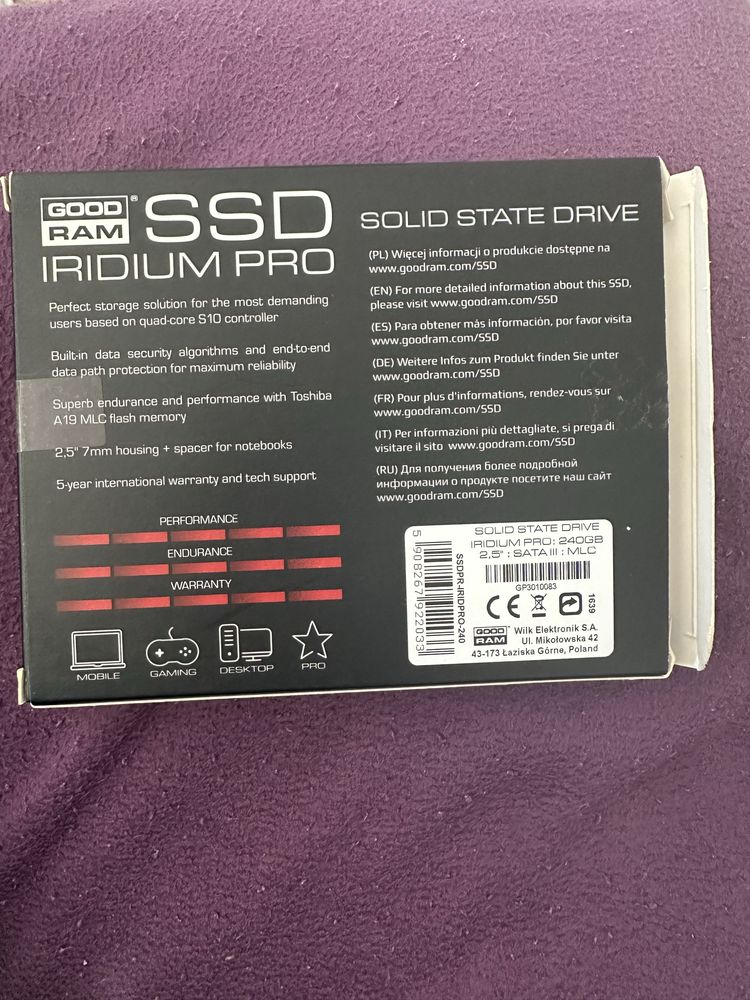 GOOD
RAM
®
SSD
IRIDIUM PRO
Perfect storage solution for the most demanding
users based on quad-core S10 controller
Built-in data security algorithms and end-to-end
data path protection for maximum reliability
Superb endurance and performance with Toshiba
A19 MLC flash memory
2,5" 7mm housing + spacer for notebooks
5-year international warranty and tech support
PERFORMANCE
ENDURANCE
WARRANTY
MOBILE
GAMING
DESKTOP
PRO
SOLID STATE DRIVE
(PL) Więcej informacji o produkcie dostępne na
www.goodram.com/SSD
(EN) For more detailed information about this SSD,
please visit www.goodram.com/SSD
(ES) Para obtener más información, por favor visita
www.goodram.com/SSD
(DE) Weitere Infos zum Produkt finden Sie unter
www.goodram.com/SSD
(FR) Pour plus d'informations, rendez-vous sur
www.goodram.com/SSD
(IT) Per informazioni più dettagliate, si prega di
visitare il sito www.goodram.com/SSD
(RU) Для получения более подробной
информации о продукте посетите наш сайт
www.goodram.com/SSD
5 908267 922033
SSDPR-IRIDPRO-240
SOLID STATE DRIVE
IRIDIUM PRO: 240GB
2,5" : SATA III : MLC
GP3010083
CE
1639
GOOD
RAM
Wilk Elektronik S.A.
Ul. Mikołowska 42
43-173 Łaziska Górne, Poland